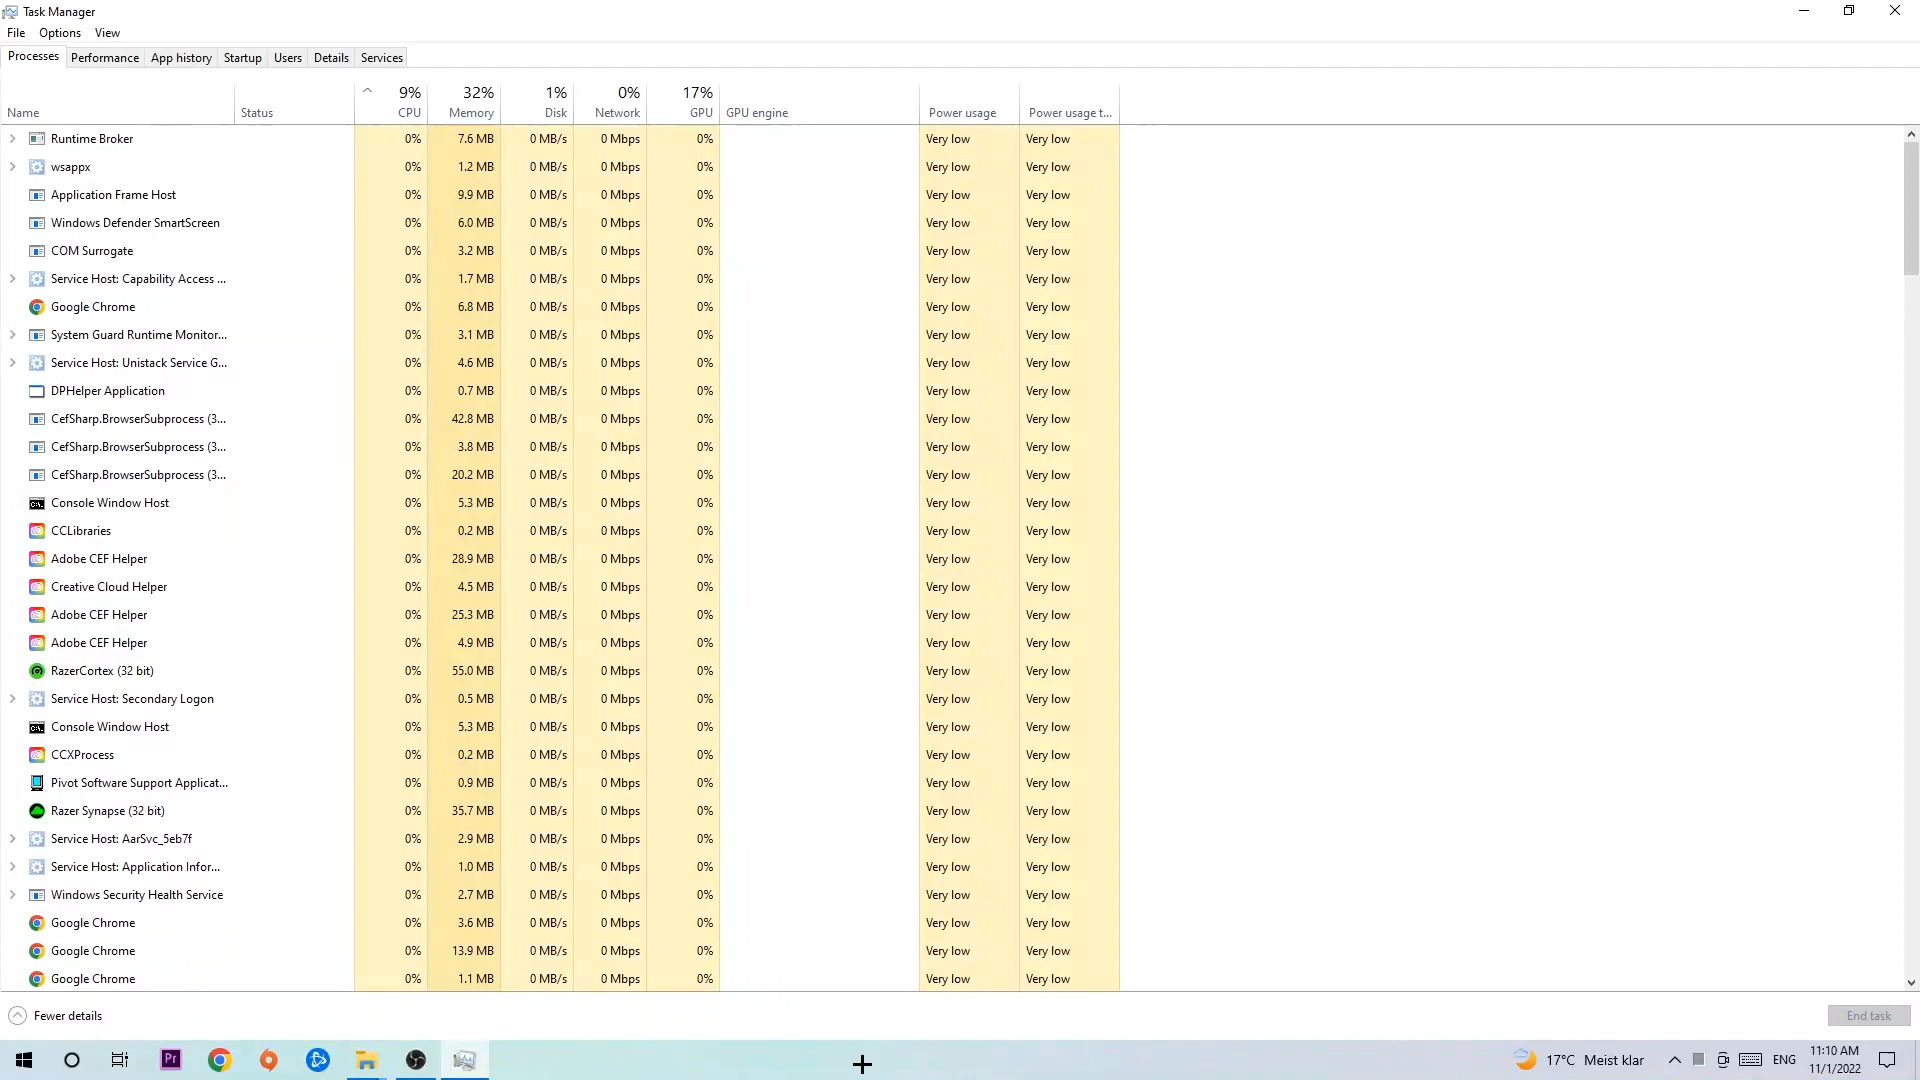 Task Manager
File Options View
Processes Performance App history Startup Users Details Services
9% 32% 1% 0% 17%
Name Status CPU Memory Disk Network GPU GPU engine Power usage Power usage t...
Runtime Broker 0% 7.6 MB 0 MB/s 0 Mbps 0% Very low Very low
wsappx 0% 1.2 MB 0 MB/s 0 Mbps 0% Very low Very low
Application Frame Host 0% 9.9 MB 0 MB/s 0 Mbps 0% Very low Very low
Windows Defender SmartScreen 0% 6.0 MB 0 MB/s 0 Mbps 0% Very low Very low
COM Surrogate 0% 3.2 MB 0 MB/s 0 Mbps 0% Very low Very low
Service Host: Capability Access ... 0% 1.7 MB 0 MB/s 0 Mbps 0% Very low Very low
Google Chrome 0% 6.8 MB 0 MB/s 0 Mbps 0% Very low Very low
System Guard Runtime Monitor... 0% 3.1 MB 0 MB/s 0 Mbps 0% Very low Very low
Service Host: Unistack Service G... 0% 4.6 MB 0 MB/s 0 Mbps 0% Very low Very low
DPHelper Application 0% 0.7 MB 0 MB/s 0 Mbps 0% Very low Very low
CefSharp.BrowserSubprocess (3... 0% 42.8 MB 0 MB/s 0 Mbps 0% Very low Very low
CefSharp.BrowserSubprocess (3... 0% 3.8 MB 0 MB/s 0 Mbps 0% Very low Very low
CefSharp.BrowserSubprocess (3... 0% 20.2 MB 0 MB/s 0 Mbps 0% Very low Very low
Console Window Host 0% 5.3 MB 0 MB/s 0 Mbps 0% Very low Very low
CCLibraries 0% 0.2 MB 0 MB/s 0 Mbps 0% Very low Very low
Adobe CEF Helper 0% 28.9 MB 0 MB/s 0 Mbps 0% Very low Very low
Creative Cloud Helper 0% 4.5 MB 0 MB/s 0 Mbps 0% Very low Very low
Adobe CEF Helper 0% 25.3 MB 0 MB/s 0 Mbps 0% Very low Very low
Adobe CEF Helper 0% 4.9 MB 0 MB/s 0 Mbps 0% Very low Very low
RazerCortex (32 bit) 0% 55.0 MB 0 MB/s 0 Mbps 0% Very low Very low
Service Host: Secondary Logon 0% 0.5 MB 0 MB/s 0 Mbps 0% Very low Very low
Console Window Host 0% 5.3 MB 0 MB/s 0 Mbps 0% Very low Very low
CCXProcess 0% 0.2 MB 0 MB/s 0 Mbps 0% Very low Very low
Pivot Software Support Applicat... 0% 0.9 MB 0 MB/s 0 Mbps 0% Very low Very low
Razer Synapse (32 bit) 0% 35.7 MB 0 MB/s 0 Mbps 0% Very low Very low
Service Host: AarSvc_5eb7f 0% 2.9 MB 0 MB/s 0 Mbps 0% Very low Very low
Service Host: Application Infor... 0% 1.0 MB 0 MB/s 0 Mbps 0% Very low Very low
Windows Security Health Service 0% 2.7 MB 0 MB/s 0 Mbps 0% Very low Very low
Google Chrome 0% 3.6 MB 0 MB/s 0 Mbps 0% Very low Very low
Google Chrome 0% 13.9 MB 0 MB/s 0 Mbps 0% Very low Very low
Google Chrome 0% 1.1 MB 0 MB/s 0 Mbps 0% Very low Very low
Fewer details End task
Pr 17°C Meist klar ENG 11:10 AM
11/1/2022